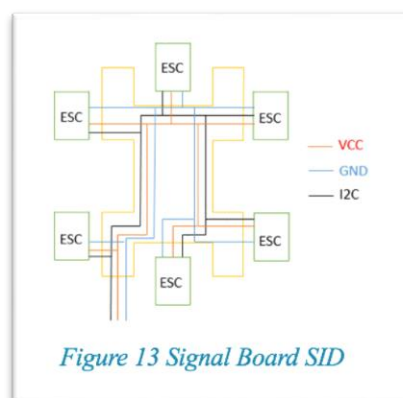 ESC
ESC
ESC
VCC
GND
I2C
ESC
ESC
ESC
Figure 13 Signal Board SID